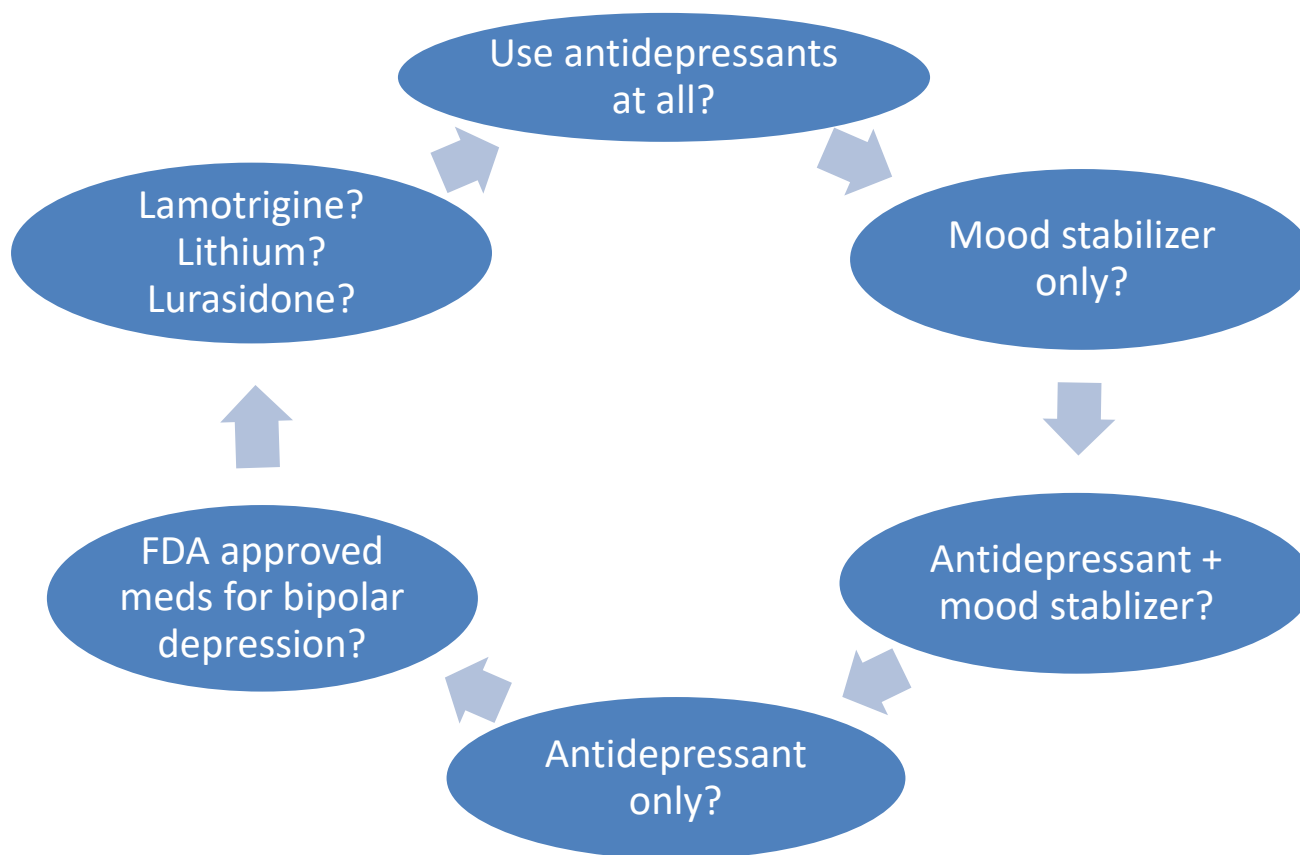 Use antidepressants
at all?
Mood stabilizer
only?
Antidepressant +
mood stablizer?
Antidepressant
only?
FDA approved
meds for bipolar
depression?
Lamotrigine?
Lithium?
Lurasidone?